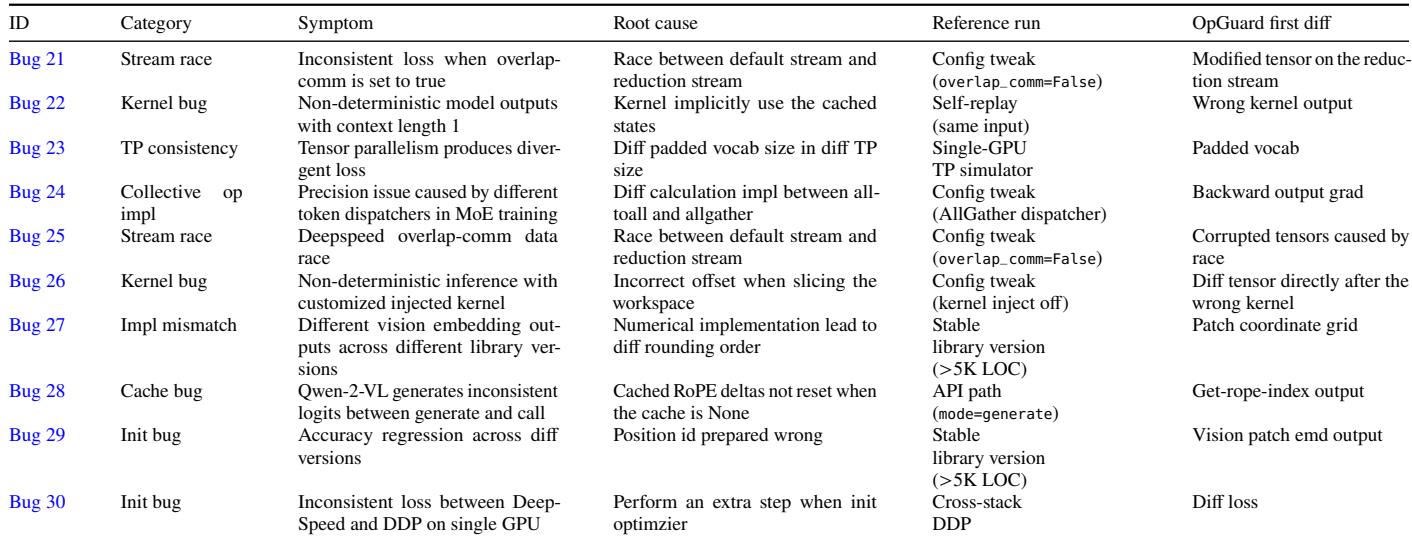 ID Category Symptom Root cause Reference run OpGuard first diff
Bug 21 Stream race Inconsistent loss when overlap- Race between default stream and Config tweak Modified tensor on the reduc-
comm is set to true reduction stream (overlap_comm=False) tion stream
Bug 22 Kernel bug Non-deterministic model outputs Kernel implicitly use the cached Self-replay Wrong kernel output
with context length 1 states (same input)
Bug 23 TP consistency Tensor parallelism produces diver- Diff padded vocab size in diff TP Single-GPU Padded vocab
gent loss size TP simulator
Bug 24 Collective op Precision issue caused by different Diff calculation impl between all- Config tweak Backward output grad
impl token dispatchers in MoE training toall and allgather (AllGather dispatcher)
Bug 25 Stream race Deepspeed overlap-comm data Race between default stream and Config tweak Corrupted tensors caused by
race reduction stream (overlap_comm=False) race
Bug 26 Kernel bug Non-deterministic inference with Incorrect offset when slicing the Config tweak Diff tensor directly after the
customized injected kernel workspace (kernel inject off) wrong kernel
Bug 27 Impl mismatch Different vision embedding out- Numerical implementation lead to Stable Patch coordinate grid
puts across different library ver- diff rounding order library version
sions (>5K LOC)
Bug 28 Cache bug Qwen-2-VL generates inconsistent Cached RoPE deltas not reset when API path Get-rope-index output
logits between generate and call the cache is None (mode=generate)
Bug 29 Init bug Accuracy regression across diff Position id prepared wrong Stable Vision patch emd output
versions library version
(>5K LOC)
Bug 30 Init bug Inconsistent loss between Deep- Perform an extra step when init Cross-stack Diff loss
Speed and DDP on single GPU optimzier DDP